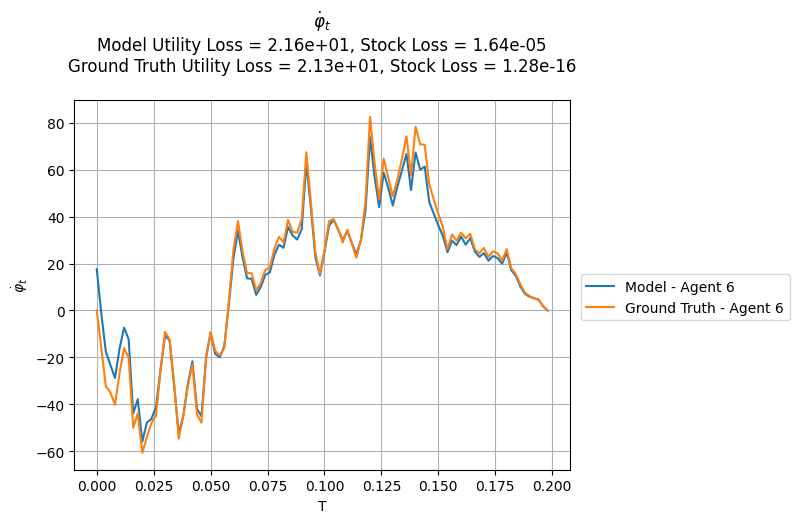 φ̇ₜ
Model Utility Loss = 2.16e+01, Stock Loss = 1.64e-05
Ground Truth Utility Loss = 2.13e+01, Stock Loss = 1.28e-16
80
60
40
20
0
−20
−40
−60
φ̇ₜ
0.000 0.025 0.050 0.075 0.100 0.125 0.150 0.175 0.200
T
Model - Agent 6
Ground Truth - Agent 6